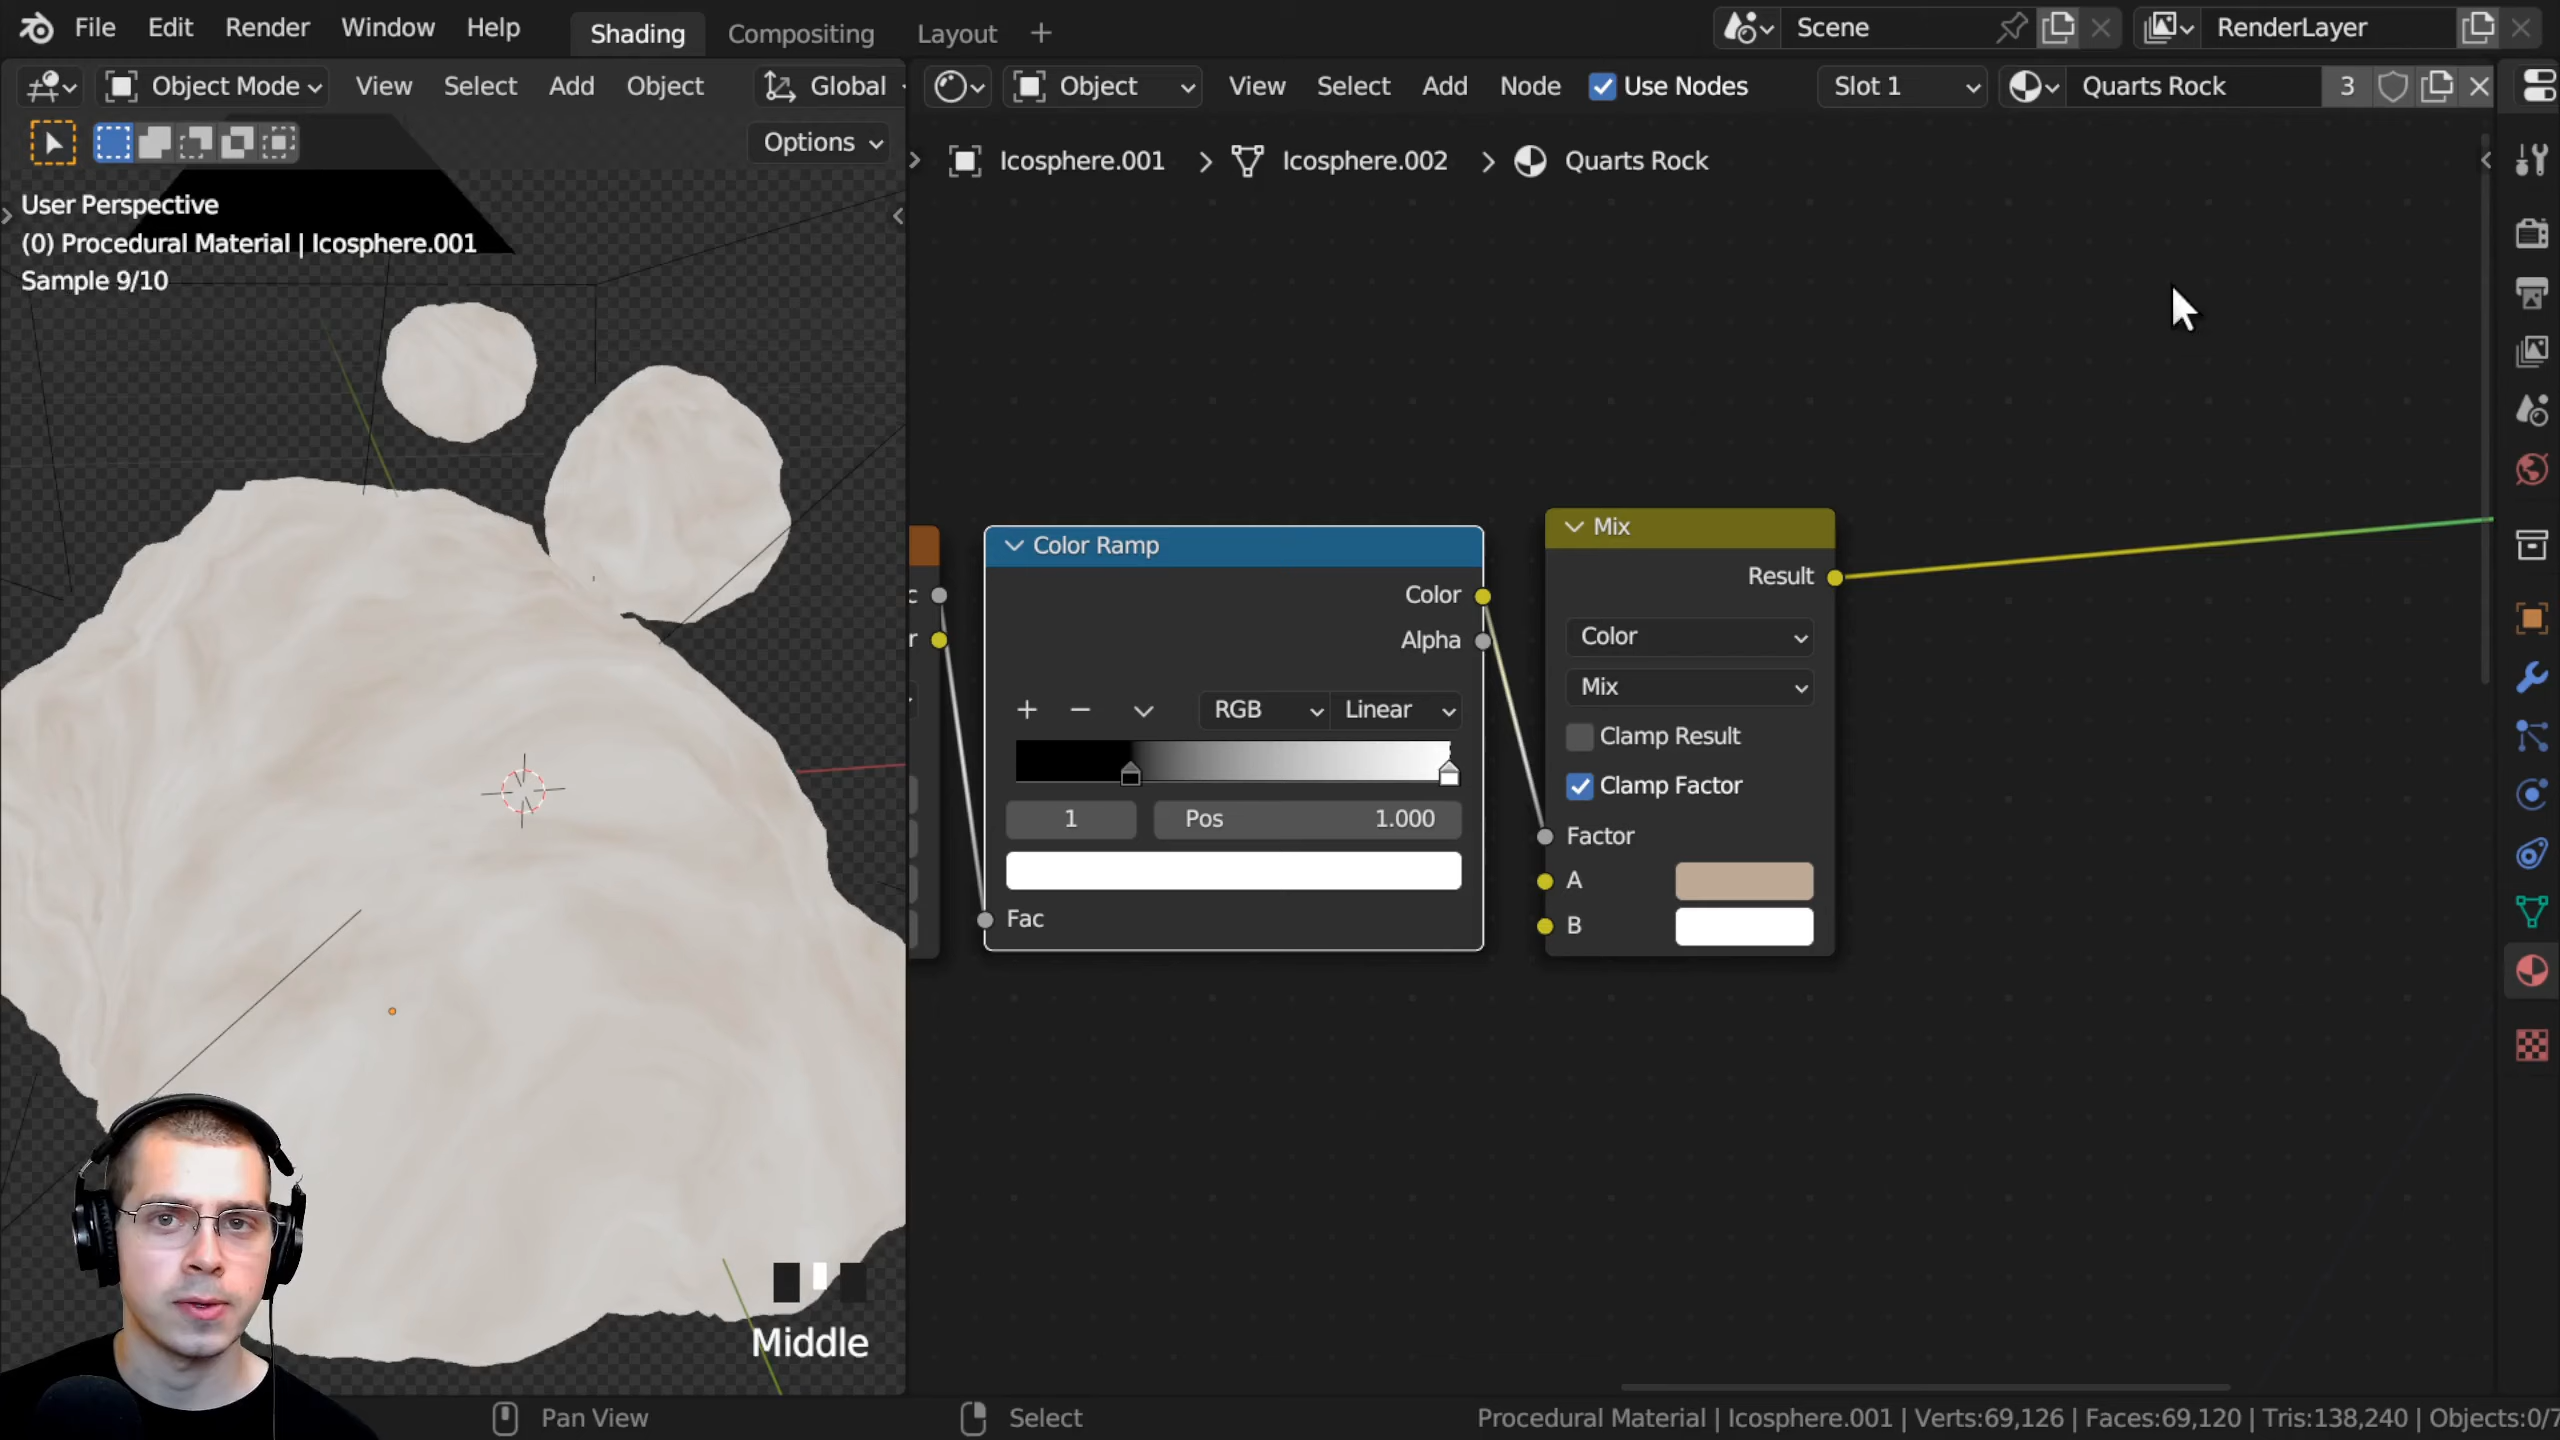 File Edit Render Window Help Shading Compositing Layout + Scene RenderLayer
Object Mode View Select Add Object Global Object View Select Add Node Use Nodes Slot 1 Quarts Rock 3
Options
Icosphere.001 > Icosphere.002 > Quarts Rock
User Perspective
(0) Procedural Material | Icosphere.001
Sample 9/10
Color Ramp
Color
Alpha
+ − RGB Linear
1 Pos 1.000
Fac
c
r
Mix
Result
Color
Mix
Clamp Result
Clamp Factor
Factor
A
B
Middle
Pan View Select Procedural Material | Icosphere.001 | Verts:69,126 | Faces:69,120 | Tris:138,240 | Objects:0/7